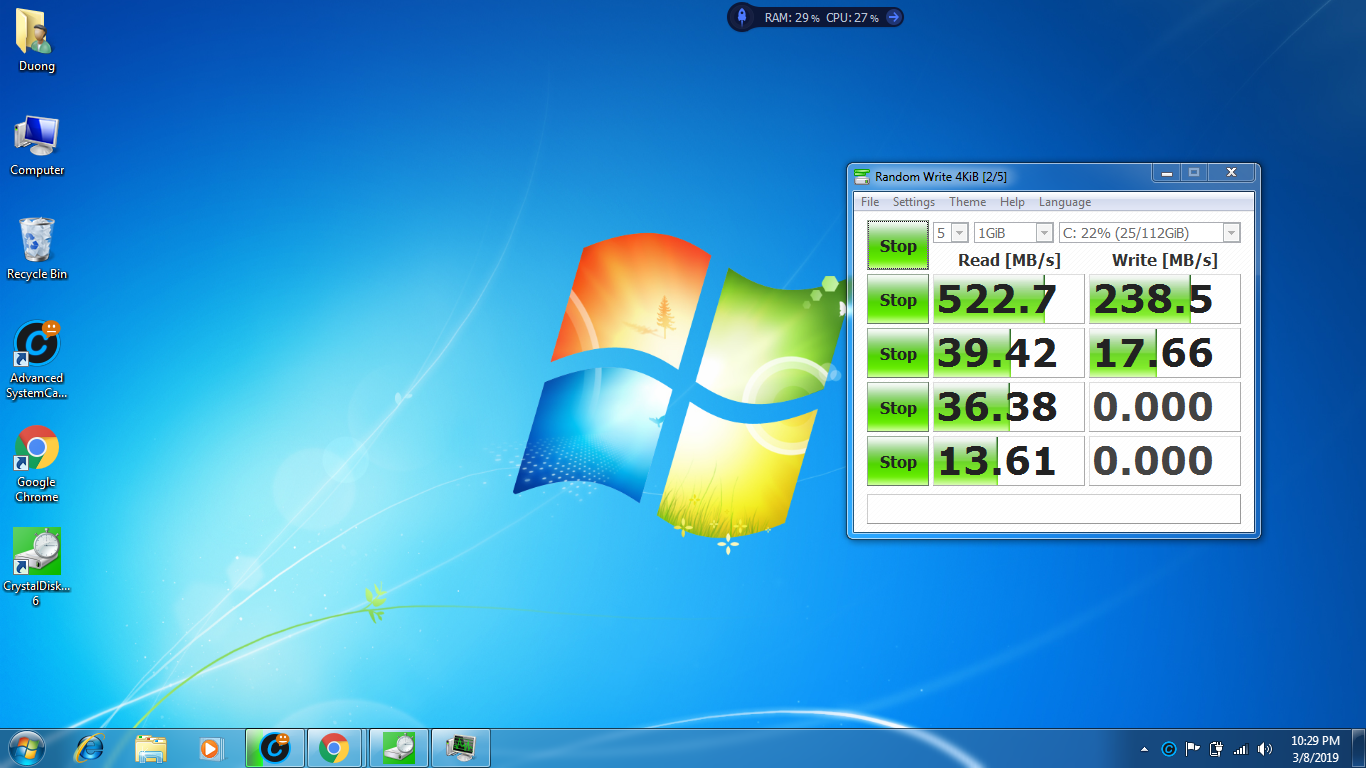 RAM: 29 % CPU: 27 %
Duong
Computer
Recycle Bin
Advanced
SystemCa...
Google
Chrome
CrystalDisk...
6
Random Write 4KiB [2/5]
File Settings Theme Help Language
Stop 5 1GiB C: 22% (25/112GiB)
Read [MB/s] Write [MB/s]
Stop 522.7 238.5
Stop 39.42 17.66
Stop 36.38 0.000
Stop 13.61 0.000
10:29 PM
3/8/2019